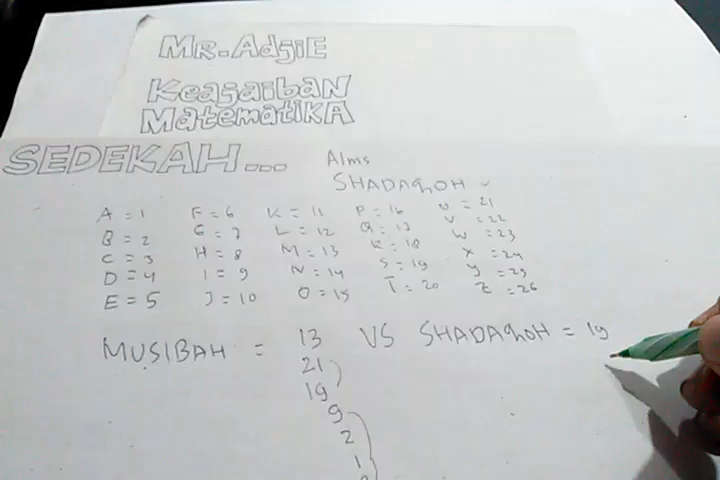 MR. AdjiE
KeajaibaN
MatematiKA
SEDEKAH...
Alms
SHADAqOH
A = 1 F = 6 K = 11 P = 16 U = 21
B = 2 G = 7 L = 12 Q = 17 V = 22
C = 3 H = 8 M = 13 R = 18 W = 23
D = 4 I = 9 N = 14 S = 19 X = 24
E = 5 J = 10 O = 15 T = 20 Y = 25
Z = 26
MUSIBAH = 13 VS SHADAqOH = 19
21
19
9
2
1